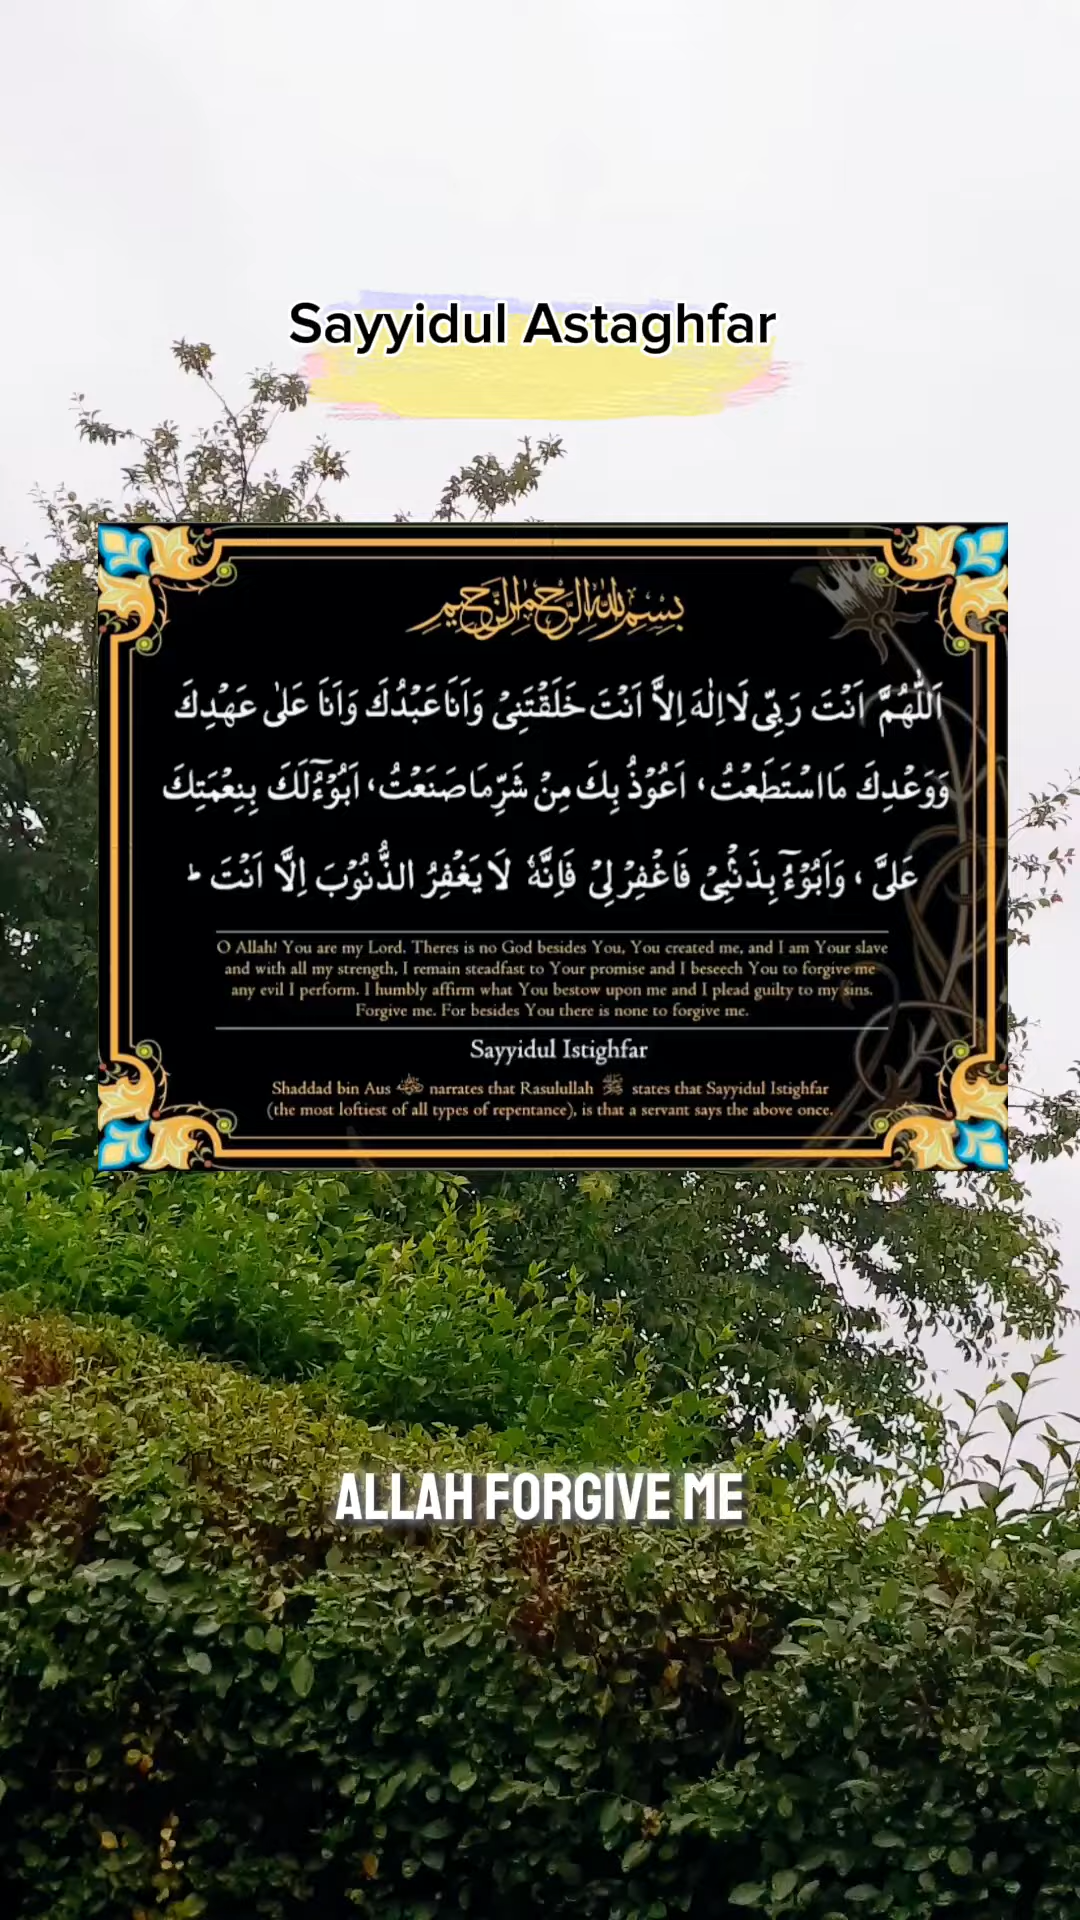 Sayyidul Astaghfar
بِسْمِ اللهِ الرَّحْمٰنِ الرَّحِيْمِ
اَللّٰهُمَّ اَنْتَ رَبِّىْ لَا اِلٰهَ اِلَّا اَنْتَ خَلَقْتَنِىْ وَاَنَا عَبْدُكَ وَاَنَا عَلٰى عَهْدِكَ
وَوَعْدِكَ مَا اسْتَطَعْتُ، اَعُوْذُ بِكَ مِنْ شَرِّ مَا صَنَعْتُ، اَبُوْٓءُ لَكَ بِنِعْمَتِكَ
عَلَىَّ، وَاَبُوْٓءُ بِذَنْۢبِىْ فَاغْفِرْلِىْ فَاِنَّهٗ لَا يَغْفِرُ الذُّنُوْبَ اِلَّا اَنْتَ ط
O Allah! You are my Lord. Theres is no God besides You, You created me, and I am Your slave
and with all my strength, I remain steadfast to Your promise and I beseech You to forgive me
any evil I perform. I humbly affirm what You bestow upon me and I plead guilty to my sins.
Forgive me. For besides You there is none to forgive me.
Sayyidul Istighfar
Shaddad bin Aus narrates that Rasulullah ﷺ states that Sayyidul Istighfar
(the most loftiest of all types of repentance), is that a servant says the above once.
ALLAH FORGIVE ME